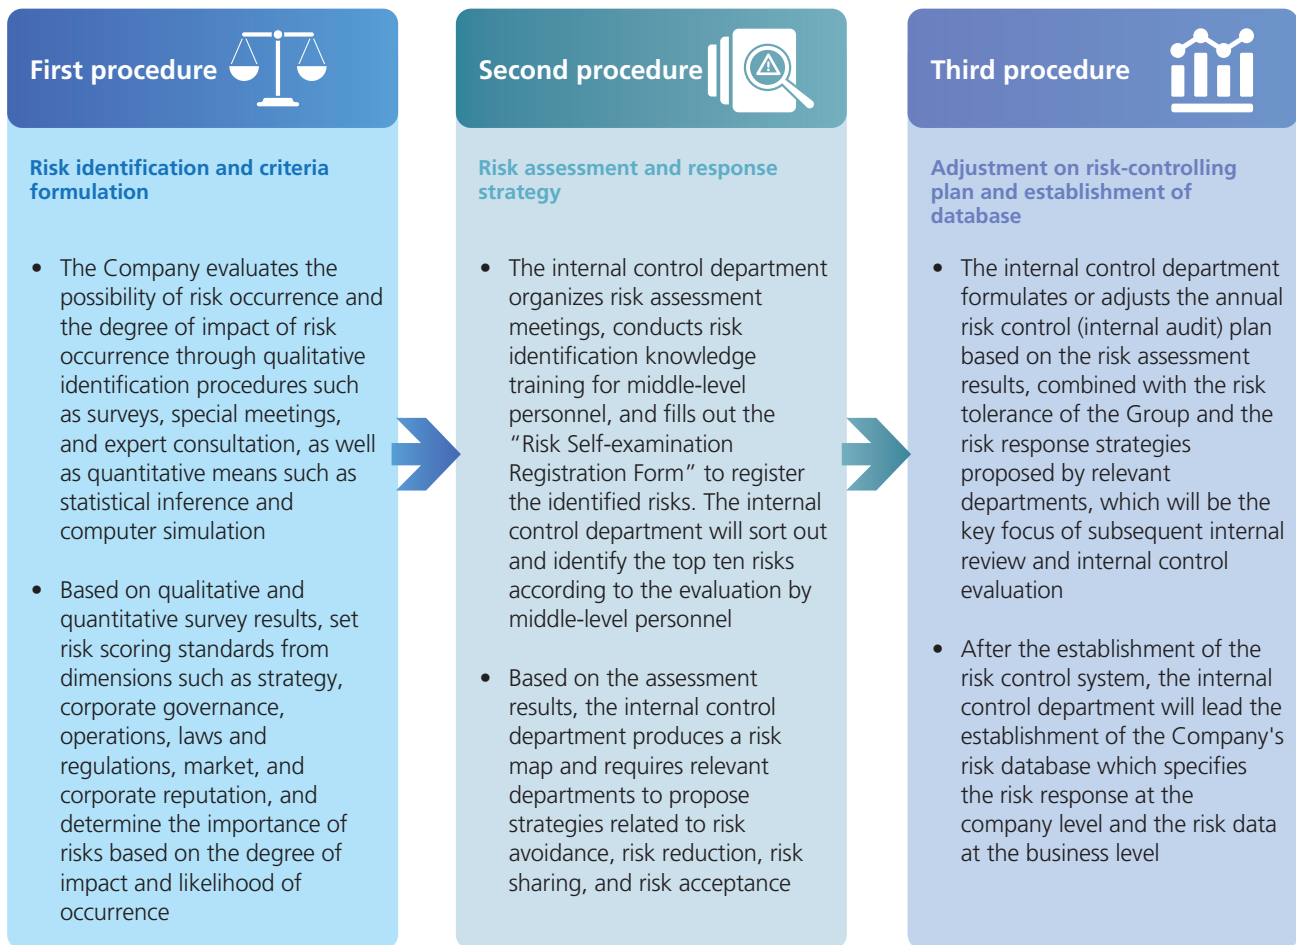 First procedure
Risk identification and criteria
formulation
• The Company evaluates the
possibility of risk occurrence and
the degree of impact of risk
occurrence through qualitative
identification procedures such
as surveys, special meetings,
and expert consultation, as well
as quantitative means such as
statistical inference and
computer simulation
• Based on qualitative and
quantitative survey results, set
risk scoring standards from
dimensions such as strategy,
corporate governance,
operations, laws and
regulations, market, and
corporate reputation, and
determine the importance of
risks based on the degree of
impact and likelihood of
occurrence
Second procedure
Risk assessment and response
strategy
• The internal control department
organizes risk assessment
meetings, conducts risk
identification knowledge
training for middle-level
personnel, and fills out the
“Risk Self-examination
Registration Form” to register
the identified risks. The internal
control department will sort out
and identify the top ten risks
according to the evaluation by
middle-level personnel
• Based on the assessment
results, the internal control
department produces a risk
map and requires relevant
departments to propose
strategies related to risk
avoidance, risk reduction, risk
sharing, and risk acceptance
Third procedure
Adjustment on risk-controlling
plan and establishment of
database
• The internal control department
formulates or adjusts the annual
risk control (internal audit) plan
based on the risk assessment
results, combined with the risk
tolerance of the Group and the
risk response strategies
proposed by relevant
departments, which will be the
key focus of subsequent internal
review and internal control
evaluation
• After the establishment of the
risk control system, the internal
control department will lead the
establishment of the Company's
risk database which specifies
the risk response at the
company level and the risk data
at the business level